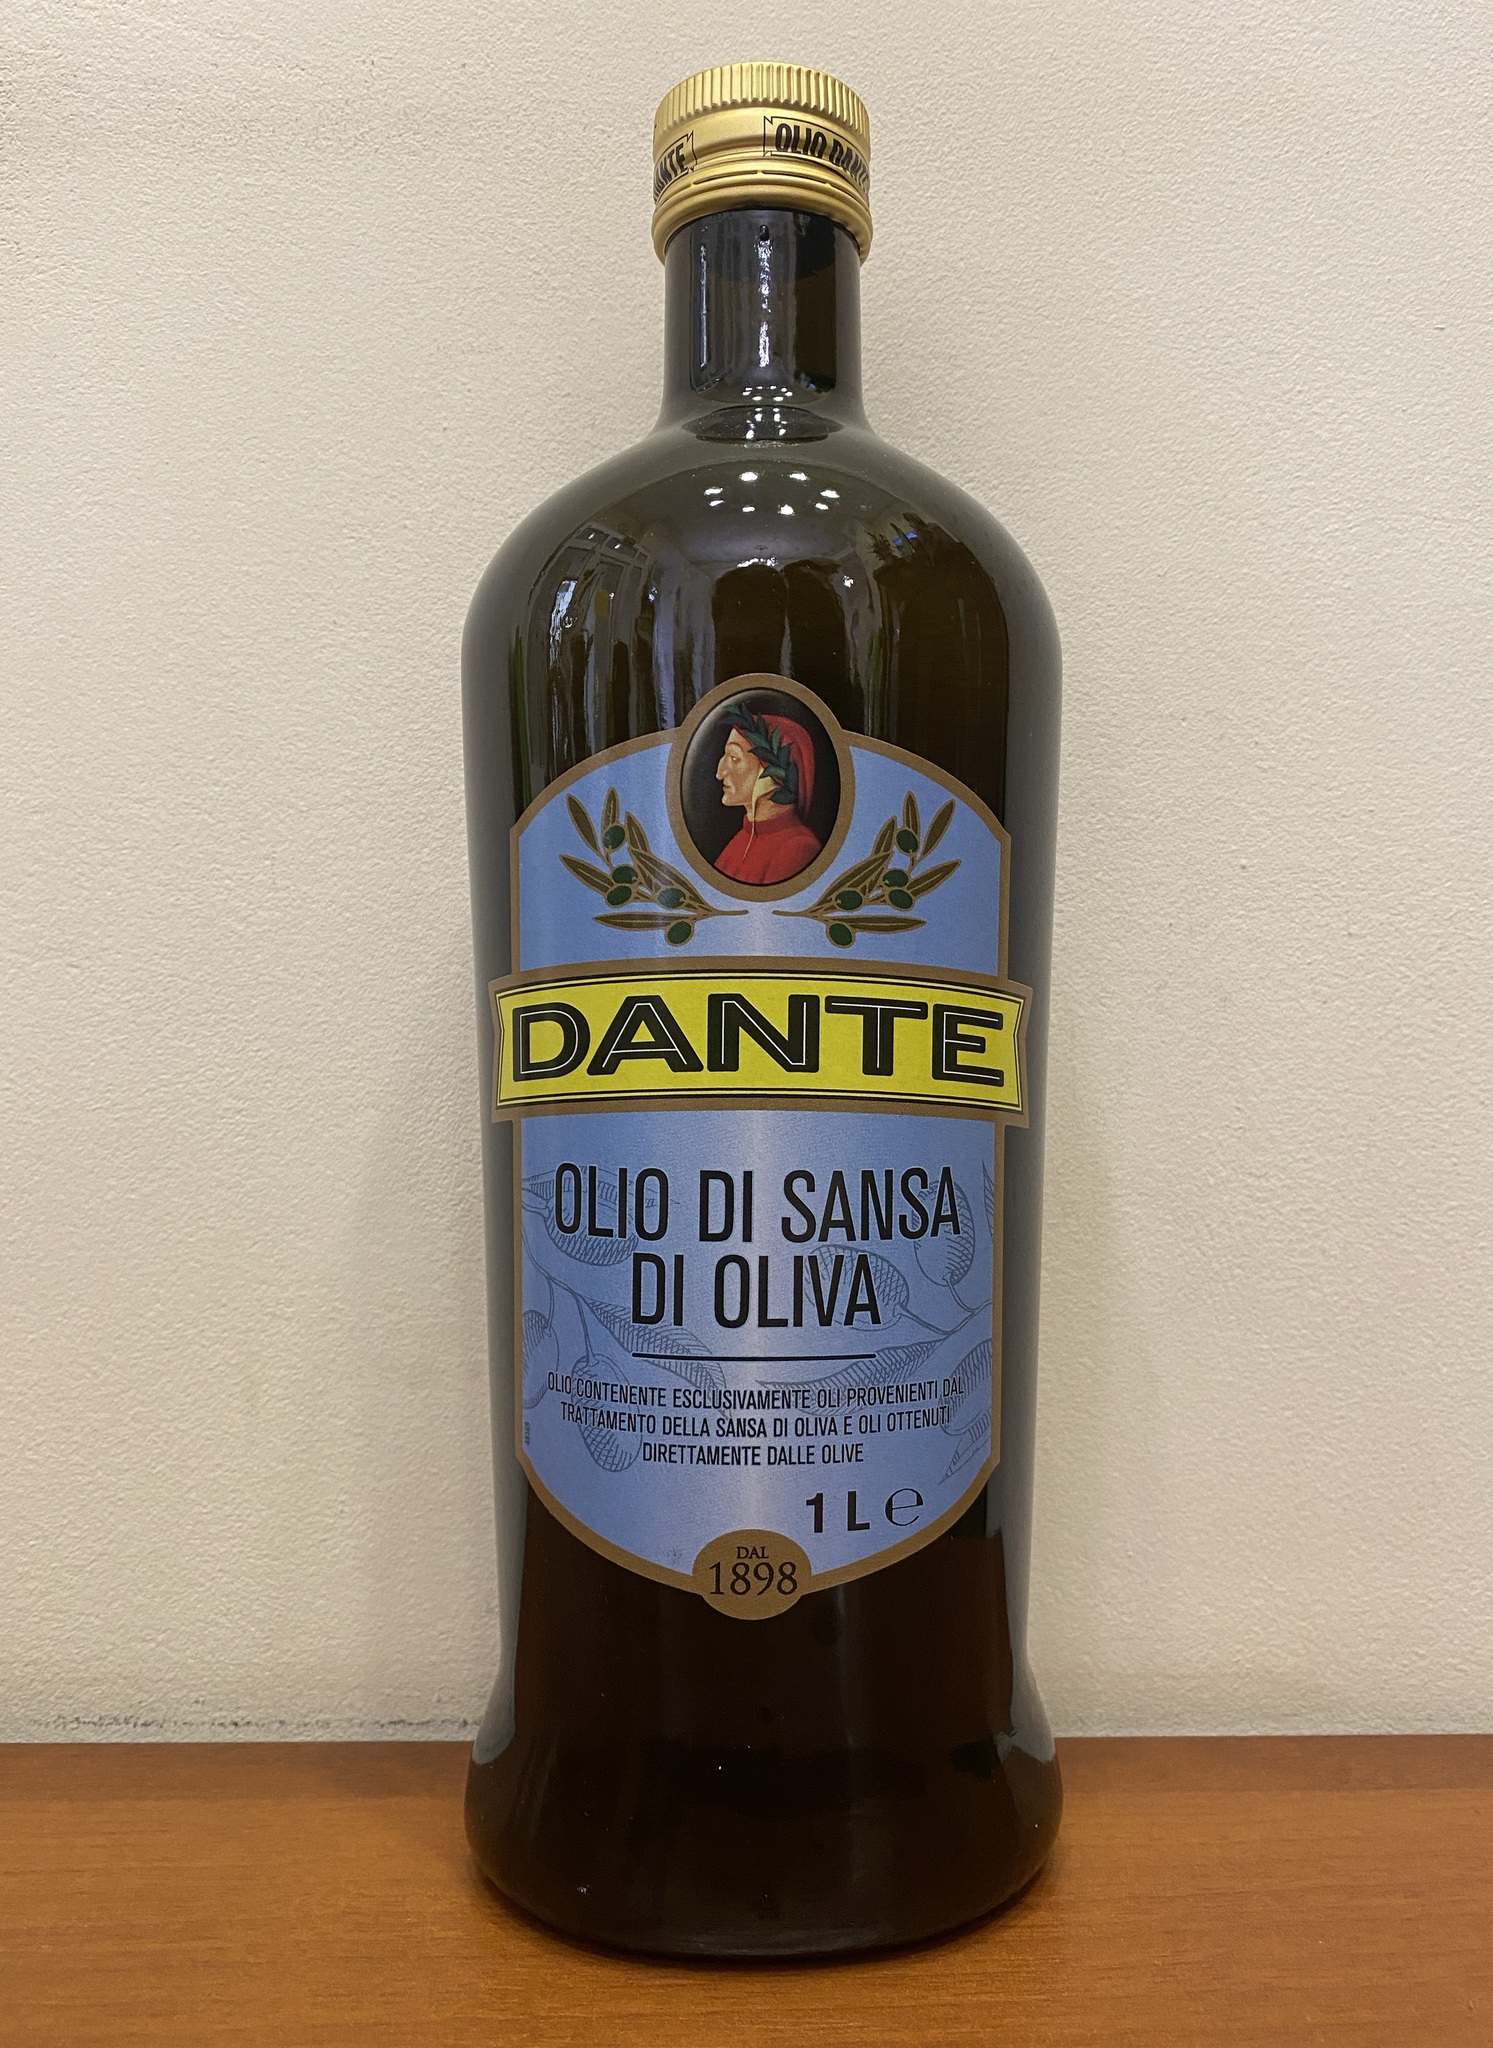 DANTE
OLIO DANTE
DANTE
OLIO DI SANSA
DI OLIVA
OLIO CONTENENTE ESCLUSIVAMENTE OLI PROVENIENTI DAL
TRATTAMENTO DELLA SANSA DI OLIVA E OLI OTTENUTI
DIRETTAMENTE DALLE OLIVE
1 L ℮
DAL
1898